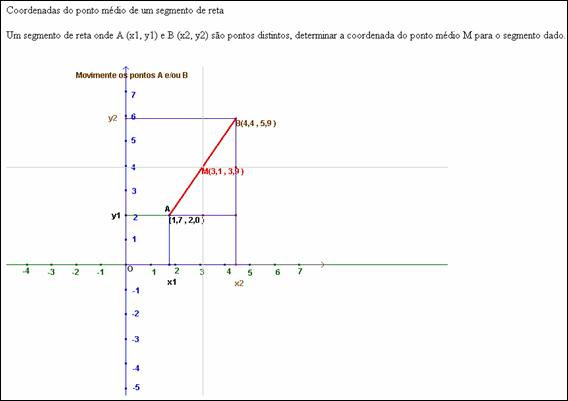 Coordenadas do ponto médio de um segmento de reta
Um segmento de reta onde A (x1, y1) e B (x2, y2) são pontos distintos, determinar a coordenada do ponto médio M para o segmento dado.
Movimente os pontos A e/ou B
7
y2 6
B(4,4 , 5,9 )
5
4
M(3,1 , 3,9 )
3
A
y1 2
(1,7 , 2,0 )
1
-4 -3 -2 -1 O 1 2 3 4 5 6 7
x1 x2
-1
-2
-3
-4
-5